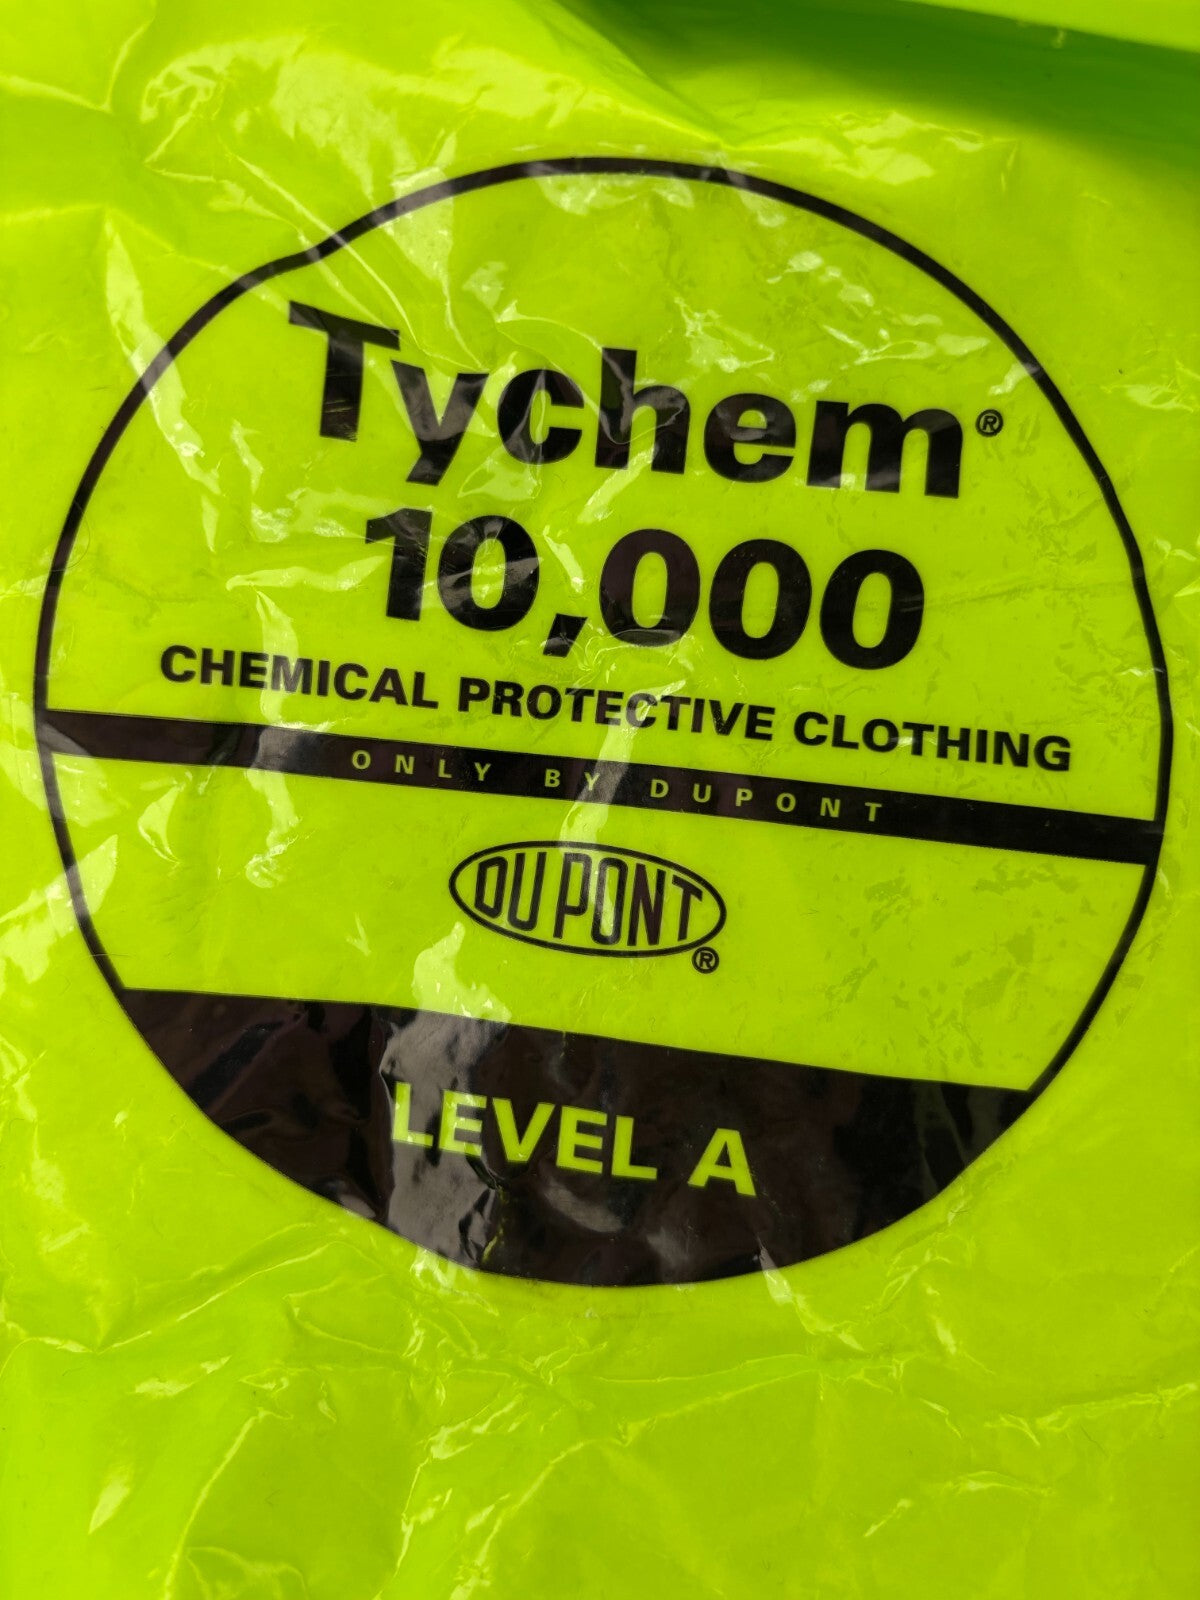 Tychem®
10,000
CHEMICAL PROTECTIVE CLOTHING
ONLY BY DUPONT
DUPONT®
LEVEL A